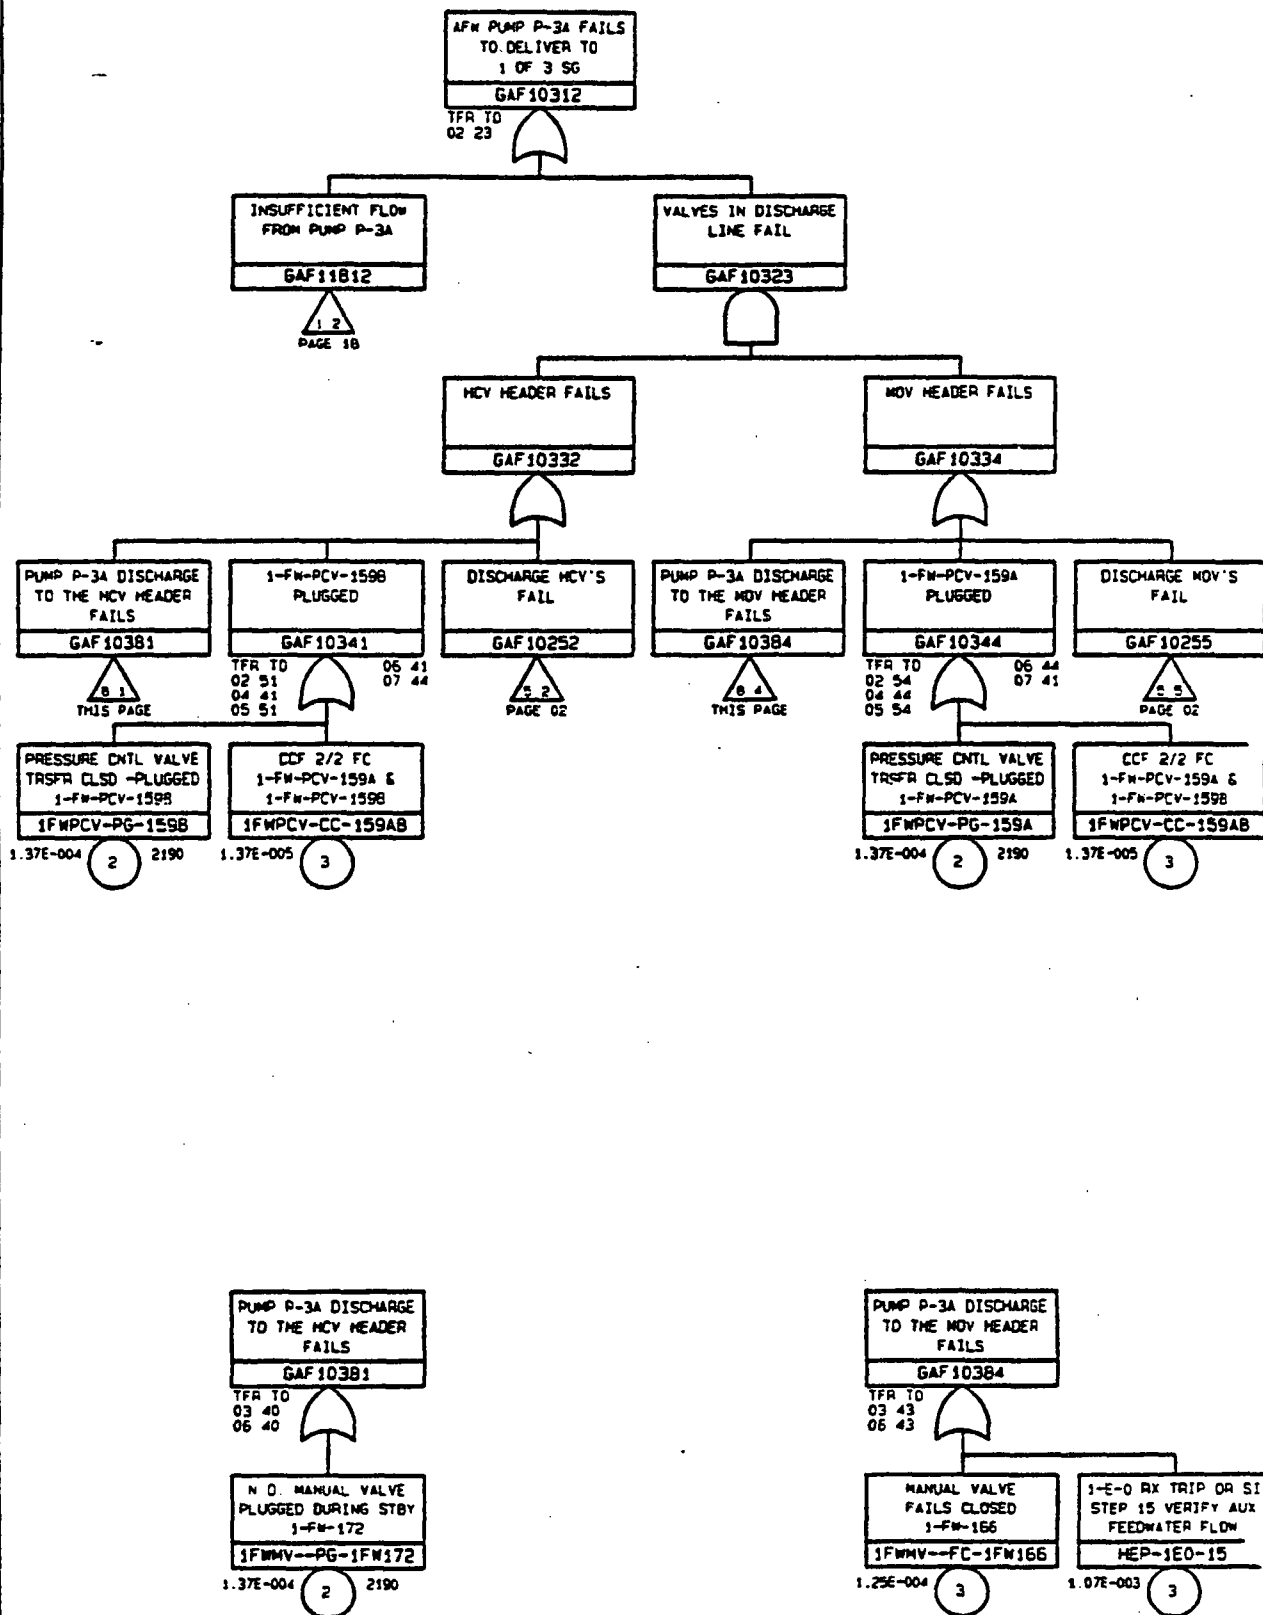 AFW PUMP P-3A FAILS
TO DELIVER TO
1 OF 3 SG
GAF10312
TFR TO
02 23
INSUFFICIENT FLOW
FROM PUMP P-3A
GAF11812
1 2
PAGE 18
VALVES IN DISCHARGE
LINE FAIL
GAF10323
HCV HEADER FAILS
GAF10332
MOV HEADER FAILS
GAF10334
PUMP P-3A DISCHARGE
TO THE HCV HEADER
FAILS
GAF10381
8 1
THIS PAGE
1-FW-PCV-159B
PLUGGED
GAF10341
TFR TO
02 51
04 41
05 51
06 41
07 44
DISCHARGE HCV'S
FAIL
GAF10252
5 2
PAGE 02
PUMP P-3A DISCHARGE
TO THE MOV HEADER
FAILS
GAF10384
8 4
THIS PAGE
1-FW-PCV-159A
PLUGGED
GAF10344
TFR TO
02 54
04 44
05 54
06 44
07 41
DISCHARGE MOV'S
FAIL
GAF10255
5 5
PAGE 02
PRESSURE CNTL VALVE
TRSFR CLSD -PLUGGED
1-FW-PCV-159B
1FWPCV-PG-159B
1.37E-004
2
2190
CCF 2/2 FC
1-FW-PCV-159A &
1-FW-PCV-159B
1FWPCV-CC-159AB
1.37E-005
3
PRESSURE CNTL VALVE
TRSFR CLSD -PLUGGED
1-FW-PCV-159A
1FWPCV-PG-159A
1.37E-004
2
2190
CCF 2/2 FC
1-FW-PCV-159A &
1-FW-PCV-159B
1FWPCV-CC-159AB
1.37E-005
3
PUMP P-3A DISCHARGE
TO THE HCV HEADER
FAILS
GAF10381
TFR TO
03 40
06 40
N O. MANUAL VALVE
PLUGGED DURING STBY
1-FW-172
1FWMV--PG-1FW172
1.37E-004
2
2190
PUMP P-3A DISCHARGE
TO THE MOV HEADER
FAILS
GAF10384
TFR TO
03 43
06 43
MANUAL VALVE
FAILS CLOSED
1-FW-166
1FWMV--FC-1FW166
1.25E-004
3
1-E-0 RX TRIP OR SI
STEP 15 VERIFY AUX
FEEDWATER FLOW
HEP-1E0-15
1.07E-003
3